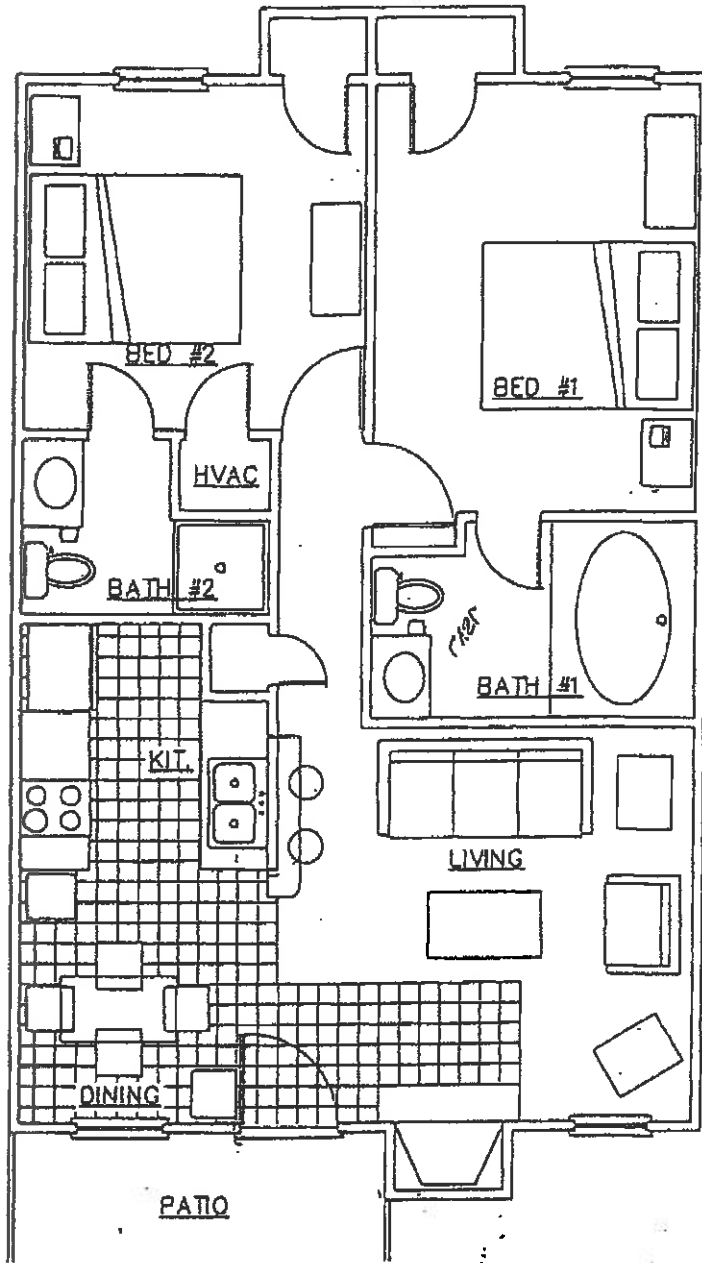 BED #2
BED #1
HVAC
BATH #2
BATH #1
KIT.
LIVING
DINING
PATIO